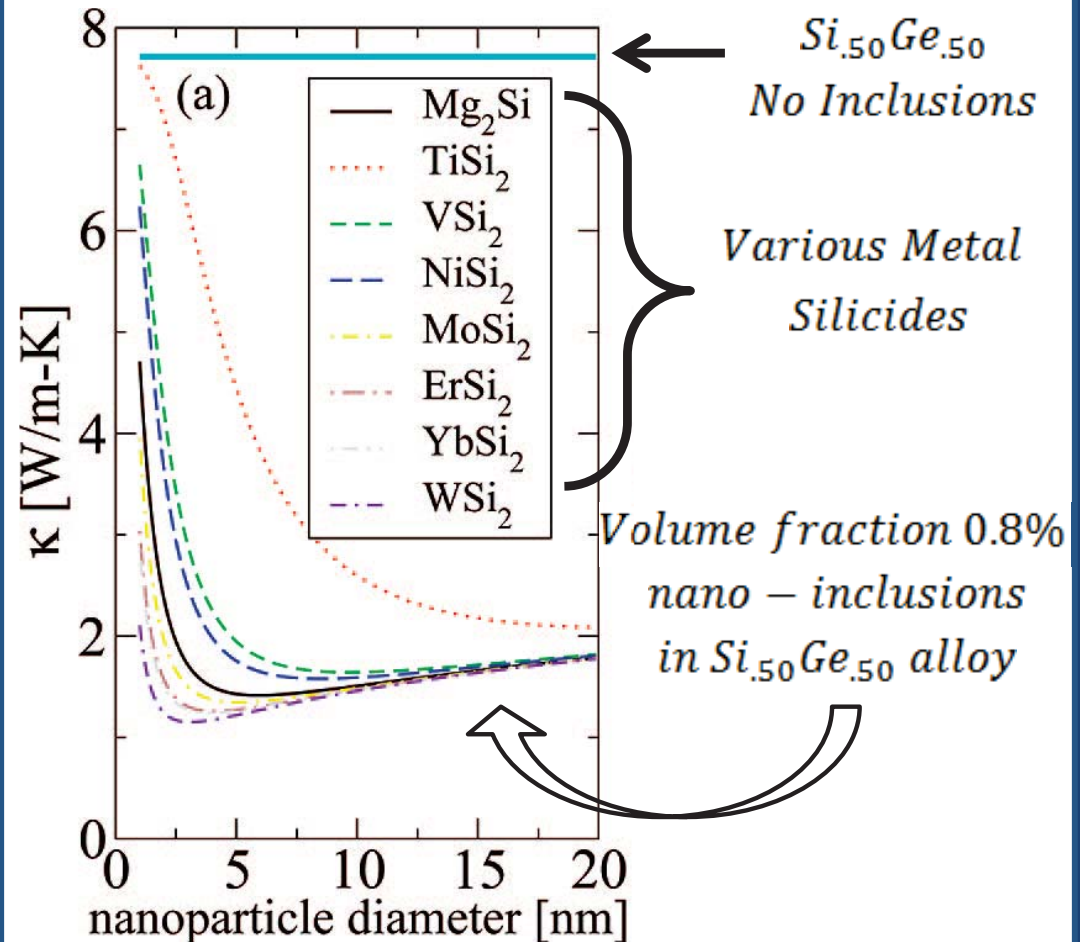 8
6
4
2
0
0
5
10
15
20
κ [W/m-K]
nanoparticle diameter [nm]
(a)
Mg₂Si
TiSi₂
VSi₂
NiSi₂
MoSi₂
ErSi₂
YbSi₂
WSi₂
Si.₅₀Ge.₅₀
No Inclusions
Various Metal
Silicides
Volume fraction 0.8%
nano − inclusions
in Si.₅₀Ge.₅₀ alloy